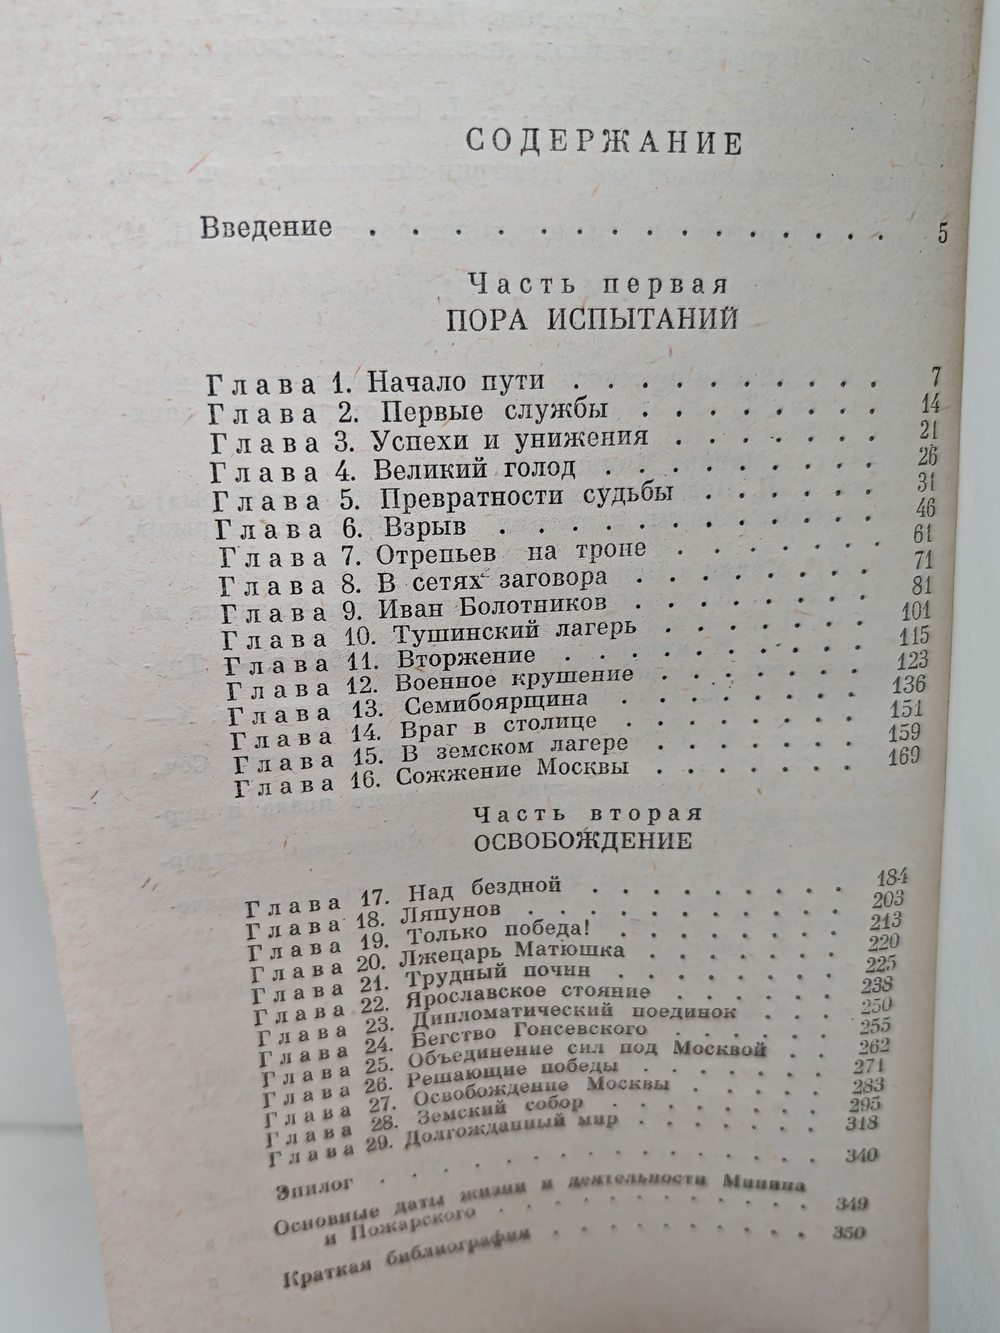 СОДЕРЖАНИЕ
Введение . . . . . . . . . . . . . . 5
Часть первая
ПОРА ИСПЫТАНИЙ
Глава 1. Начало пути . . . . . . . . . . 7
Глава 2. Первые службы . . . . . . . . 14
Глава 3. Успехи и унижения . . . . . . . 21
Глава 4. Великий голод . . . . . . . . . 26
Глава 5. Превратности судьбы . . . . . . 31
Глава 6. Взрыв . . . . . . . . . . . 46
Глава 7. Отрепьев на троне . . . . . . . 61
Глава 8. В сетях заговора . . . . . . . . 71
Глава 9. Иван Болотников . . . . . . . . 81
Глава 10. Тушинский лагерь . . . . . . . 101
Глава 11. Вторжение . . . . . . . . . 115
Глава 12. Военное крушение . . . . . . . 123
Глава 13. Семибоярщина . . . . . . . . 136
Глава 14. Враг в столице . . . . . . . . 151
Глава 15. В земском лагере . . . . . . . 159
Глава 16. Сожжение Москвы . . . . . . . 169
Часть вторая
ОСВОБОЖДЕНИЕ
Глава 17. Над бездной . . . . . . . . . 184
Глава 18. Ляпунов . . . . . . . . . . 203
Глава 19. Только победа! . . . . . . . . 213
Глава 20. Лжецарь Матюшка . . . . . . . 220
Глава 21. Трудный почин . . . . . . . . 225
Глава 22. Ярославское стояние . . . . . . 238
Глава 23. Дипломатический поединок . . . 250
Глава 24. Бегство Гонсевского . . . . . . 255
Глава 25. Объединение сил под Москвой . . 262
Глава 26. Решающие победы . . . . . . . 271
Глава 27. Освобождение Москвы . . . . . . 283
Глава 28. Земский собор . . . . . . . . 295
Глава 29. Долгожданный мир . . . . . . . 318
Эпилог . . . . . . . . . . . . . . 340
Основные даты жизни и деятельности Минина
и Пожарского . . . . . . . . . . . 349
Краткая библиография . . . . . . . . . 350